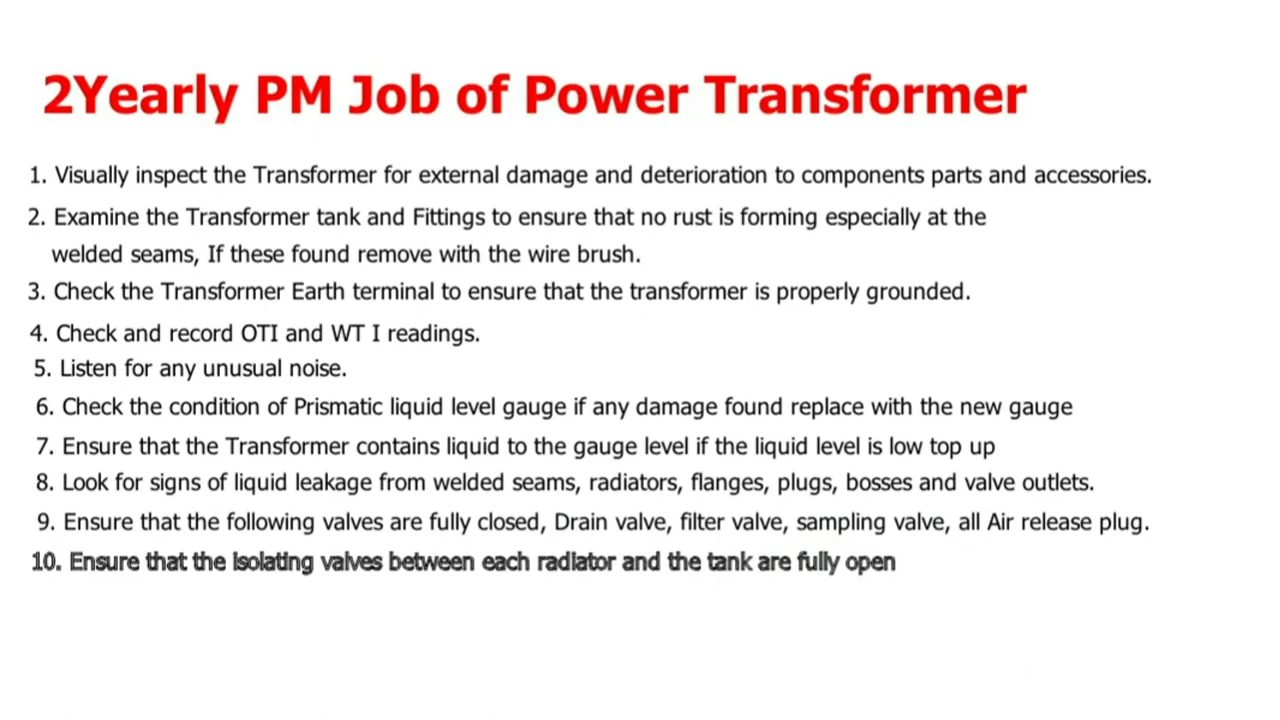 2Yearly PM Job of Power Transformer
1. Visually inspect the Transformer for external damage and deterioration to components parts and accessories.
2. Examine the Transformer tank and Fittings to ensure that no rust is forming especially at the
welded seams, If these found remove with the wire brush.
3. Check the Transformer Earth terminal to ensure that the transformer is properly grounded.
4. Check and record OTI and WT I readings.
5. Listen for any unusual noise.
6. Check the condition of Prismatic liquid level gauge if any damage found replace with the new gauge
7. Ensure that the Transformer contains liquid to the gauge level if the liquid level is low top up
8. Look for signs of liquid leakage from welded seams, radiators, flanges, plugs, bosses and valve outlets.
9. Ensure that the following valves are fully closed, Drain valve, filter valve, sampling valve, all Air release plug.
10. Ensure that the isolating valves between each radiator and the tank are fully open